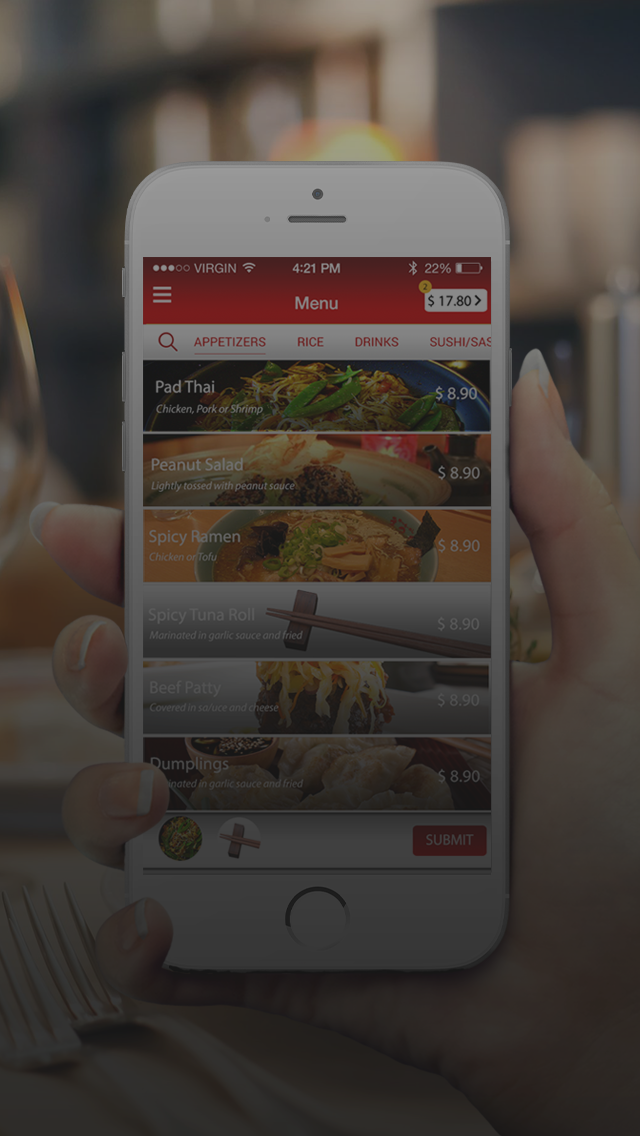 VIRGIN 4:21 PM 22%
2
Menu $ 17.80
APPETIZERS RICE DRINKS SUSHI/SAS
Pad Thai
Chicken, Pork or Shrimp
$ 8.90
Peanut Salad
Lightly tossed with peanut sauce
$ 8.90
Spicy Ramen
Chicken or Tofu
$ 8.90
Spicy Tuna Roll
Marinated in garlic sauce and fried
$ 8.90
Beef Patty
Covered in sa/uce and cheese
$ 8.90
Dumplings
inated in garlic sauce and fried
$ 8.90
SUBMIT